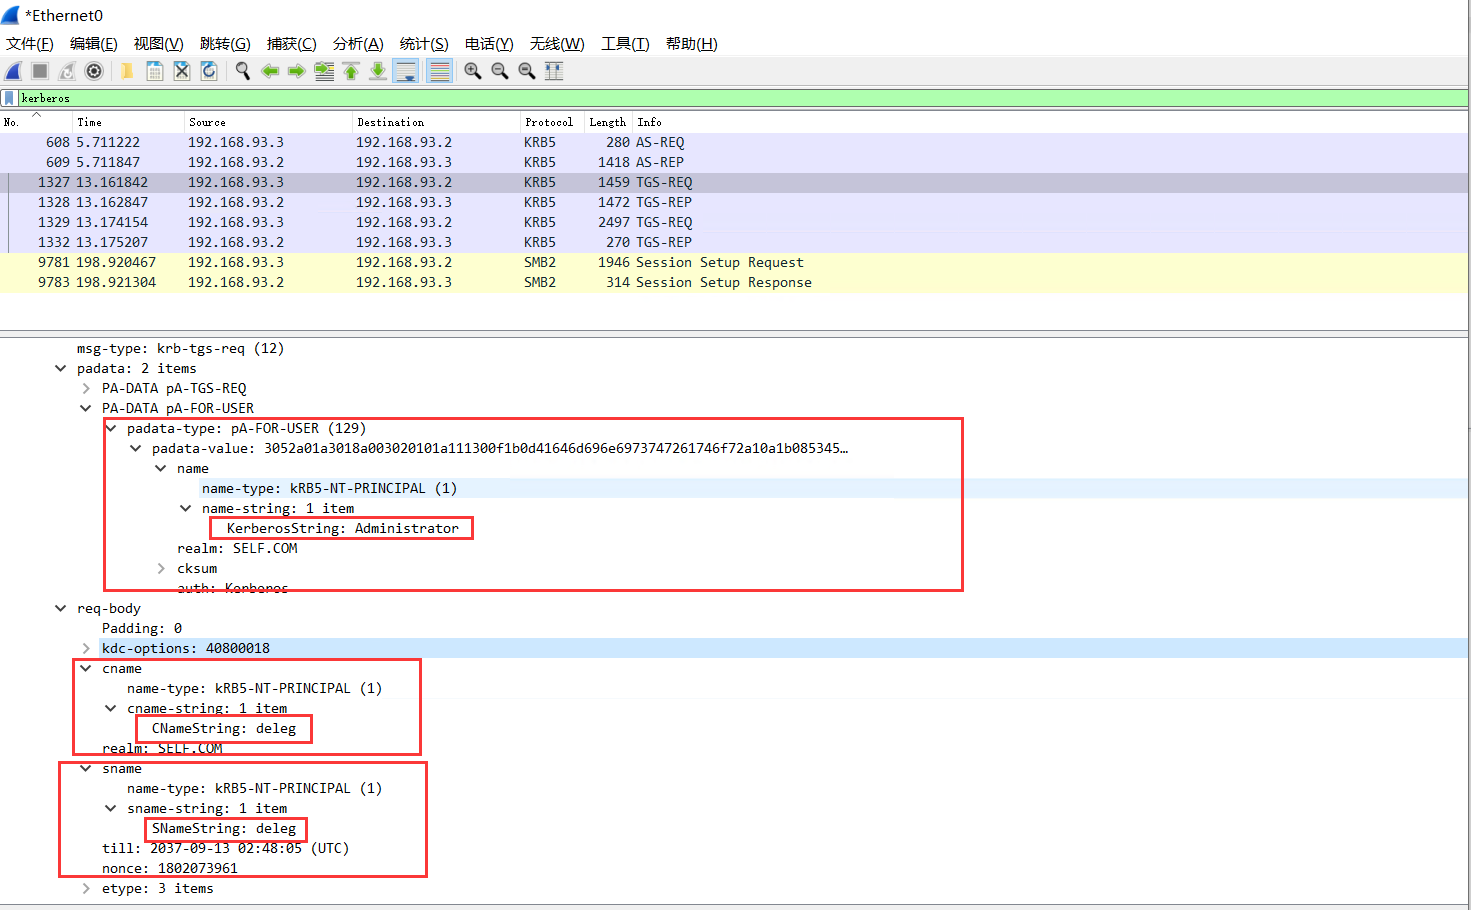 *Ethernet0
文件(F) 编辑(E) 视图(V) 跳转(G) 捕获(C) 分析(A) 统计(S) 电话(Y) 无线(W) 工具(T) 帮助(H)
kerberos
No. Time Source Destination Protocol Length Info
608 5.711222 192.168.93.3 192.168.93.2 KRB5 280 AS-REQ
609 5.711847 192.168.93.2 192.168.93.3 KRB5 1418 AS-REP
1327 13.161842 192.168.93.3 192.168.93.2 KRB5 1459 TGS-REQ
1328 13.162847 192.168.93.2 192.168.93.3 KRB5 1472 TGS-REP
1329 13.174154 192.168.93.3 192.168.93.2 KRB5 2497 TGS-REQ
1332 13.175207 192.168.93.2 192.168.93.3 KRB5 270 TGS-REP
9781 198.920467 192.168.93.3 192.168.93.2 SMB2 1946 Session Setup Request
9783 198.921304 192.168.93.2 192.168.93.3 SMB2 314 Session Setup Response
msg-type: krb-tgs-req (12)
padata: 2 items
PA-DATA pA-TGS-REQ
PA-DATA pA-FOR-USER
padata-type: pA-FOR-USER (129)
padata-value: 3052a01a3018a003020101a111300f1b0d41646d696e6973747261746f72a10a1b085345…
name
name-type: kRB5-NT-PRINCIPAL (1)
name-string: 1 item
KerberosString: Administrator
realm: SELF.COM
cksum
auth: Kerberos
req-body
Padding: 0
kdc-options: 40800018
cname
name-type: kRB5-NT-PRINCIPAL (1)
cname-string: 1 item
CNameString: deleg
realm: SELF.COM
sname
name-type: kRB5-NT-PRINCIPAL (1)
sname-string: 1 item
SNameString: deleg
till: 2037-09-13 02:48:05 (UTC)
nonce: 1802073961
etype: 3 items